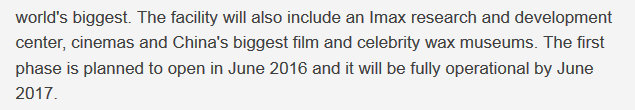 world's biggest. The facility will also include an Imax research and development
center, cinemas and China's biggest film and celebrity wax museums. The first
phase is planned to open in June 2016 and it will be fully operational by June
2017.